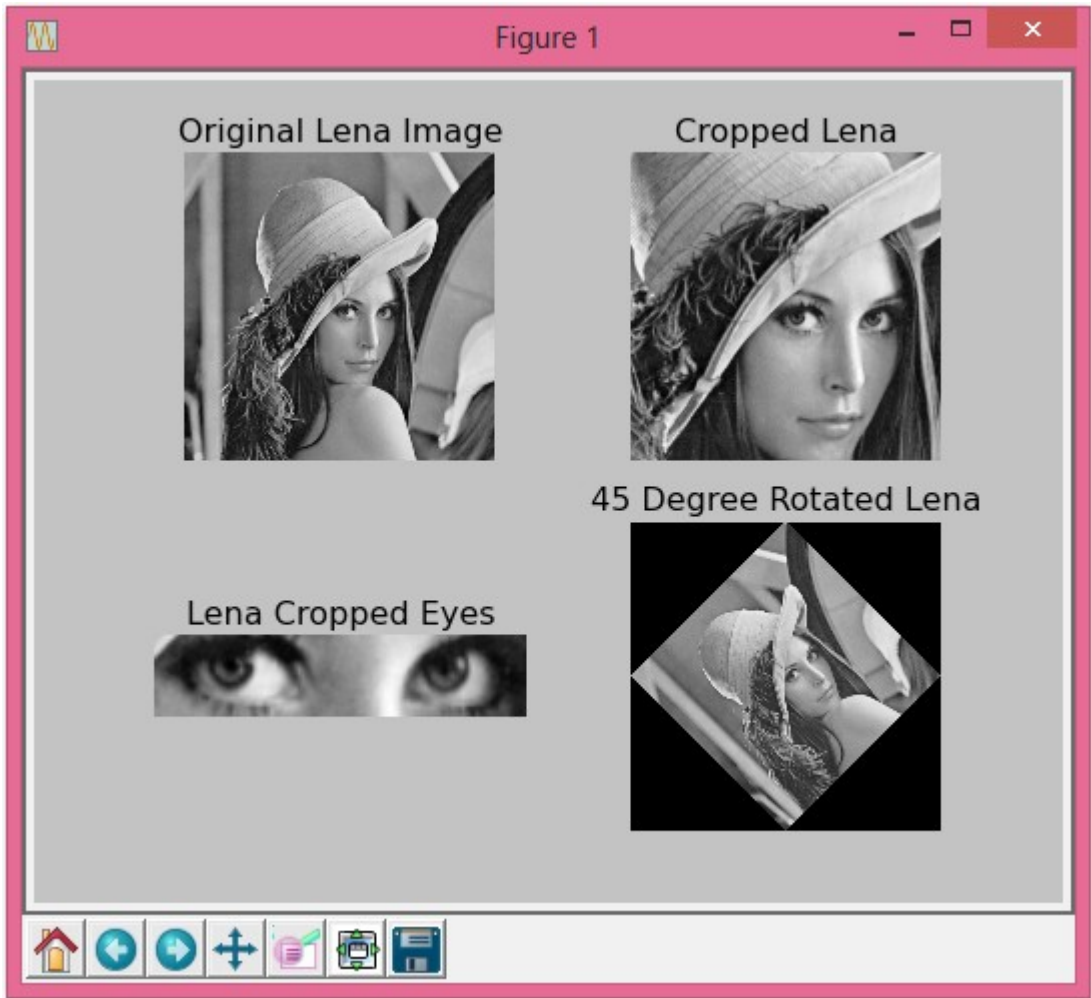 Figure 1
Original Lena Image
Cropped Lena
45 Degree Rotated Lena
Lena Cropped Eyes